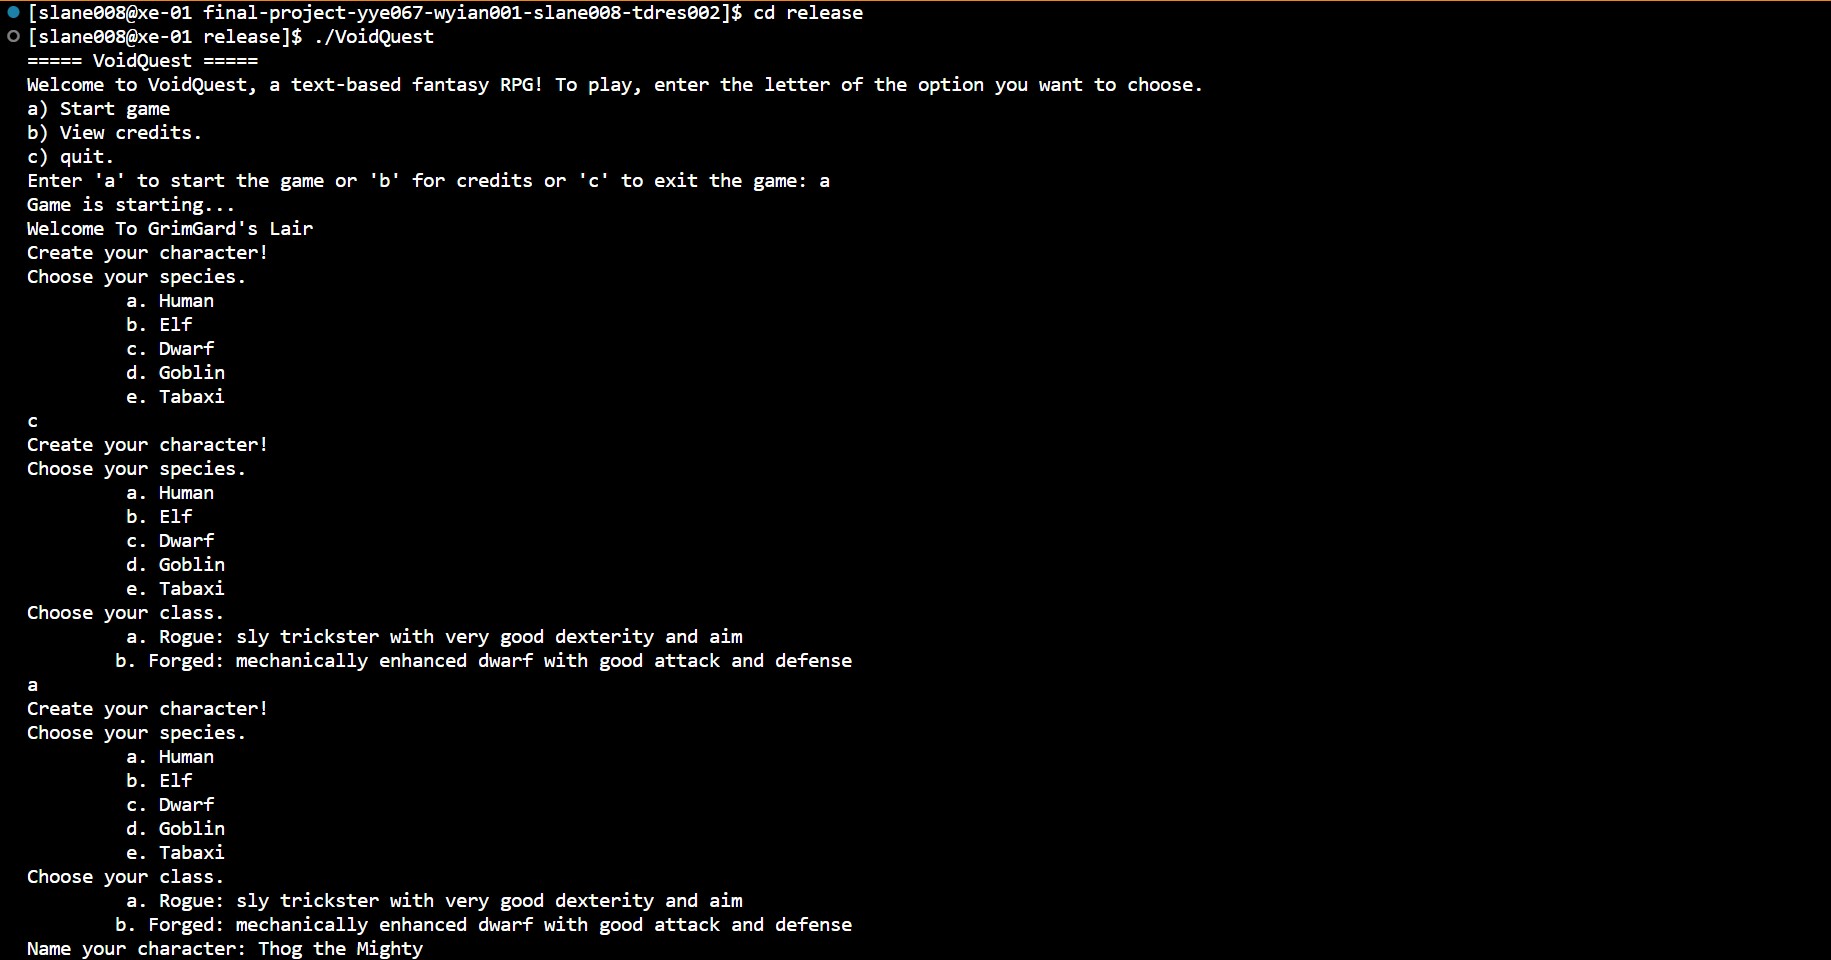 [slane008@xe-01 final-project-yye067-wyian001-slane008-tdres002]$ cd release
[slane008@xe-01 release]$ ./VoidQuest
===== VoidQuest =====
Welcome to VoidQuest, a text-based fantasy RPG! To play, enter the letter of the option you want to choose.
a) Start game
b) View credits.
c) quit.
Enter 'a' to start the game or 'b' for credits or 'c' to exit the game: a
Game is starting...
Welcome To GrimGard's Lair
Create your character!
Choose your species.
         a. Human
         b. Elf
         c. Dwarf
         d. Goblin
         e. Tabaxi
c
Create your character!
Choose your species.
         a. Human
         b. Elf
         c. Dwarf
         d. Goblin
         e. Tabaxi
Choose your class.
         a. Rogue: sly trickster with very good dexterity and aim
        b. Forged: mechanically enhanced dwarf with good attack and defense
a
Create your character!
Choose your species.
         a. Human
         b. Elf
         c. Dwarf
         d. Goblin
         e. Tabaxi
Choose your class.
         a. Rogue: sly trickster with very good dexterity and aim
        b. Forged: mechanically enhanced dwarf with good attack and defense
Name your character: Thog the Mighty